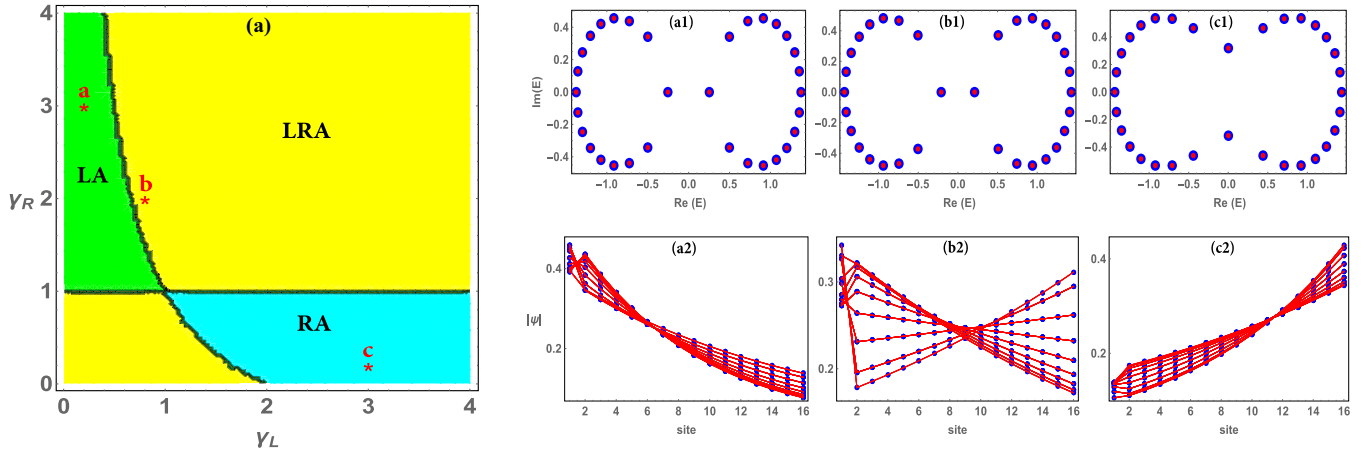 (a)
4
3
2
1
0
γR
a
*
LRA
LA
b
*
RA
c
*
0 1 2 3 4
γL
(a1)
0.4
0.2
0.0
−0.2
−0.4
Im(E)
−1.0 −0.5 0.0 0.5 1.0
Re (E)
(b1)
0.4
0.2
0.0
−0.2
−0.4
−1.0 −0.5 0.0 0.5 1.0
Re (E)
(c1)
0.4
0.2
0.0
−0.2
−0.4
−1.0 −0.5 0.0 0.5 1.0
Re (E)
(a2)
0.4
0.2
|ψ|
2 4 6 8 10 12 14 16
site
(b2)
0.3
0.2
2 4 6 8 10 12 14 16
site
(c2)
0.4
0.2
2 4 6 8 10 12 14 16
site